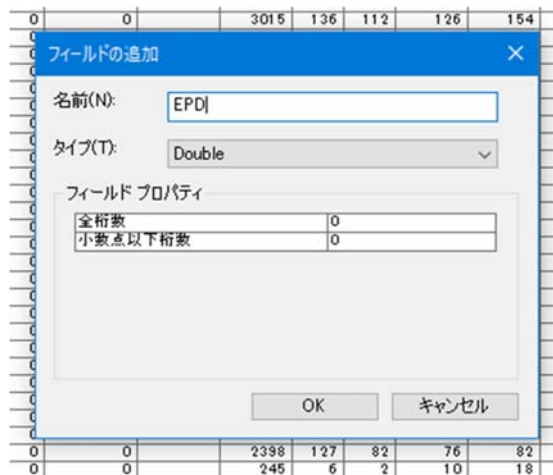 0 0 3015 136 112 126 154
フィールドの追加
名前(N): EPD
タイプ(T): Double
フィールド プロパティ
全桁数 0
小数点以下桁数 0
OK キャンセル
0 0 2398 127 82 76 82
0 0 245 6 2 10 18